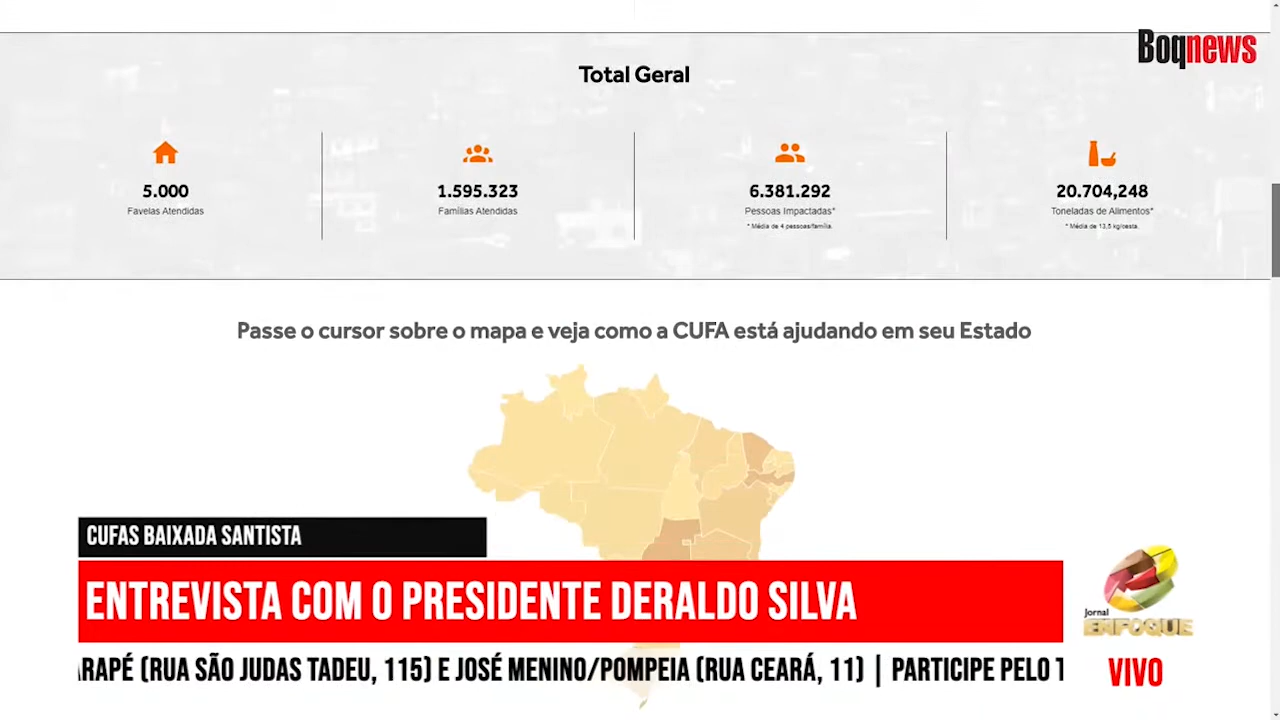 Boqnews
Total Geral
5.000
Favelas Atendidas
1.595.323
Famílias Atendidas
6.381.292
Pessoas Impactadas*
* Média de 4 pessoas/família.
20.704,248
Toneladas de Alimentos*
* Média de 13,5 kg/cesta.
Passe o cursor sobre o mapa e veja como a CUFA está ajudando em seu Estado
CUFAS BAIXADA SANTISTA
ENTREVISTA COM O PRESIDENTE DERALDO SILVA
Jornal
ENFOQUE
ARAPÉ (RUA SÃO JUDAS TADEU, 115) E JOSÉ MENINO/POMPEIA (RUA CEARÁ, 11) | PARTICIPE PELO T
VIVO